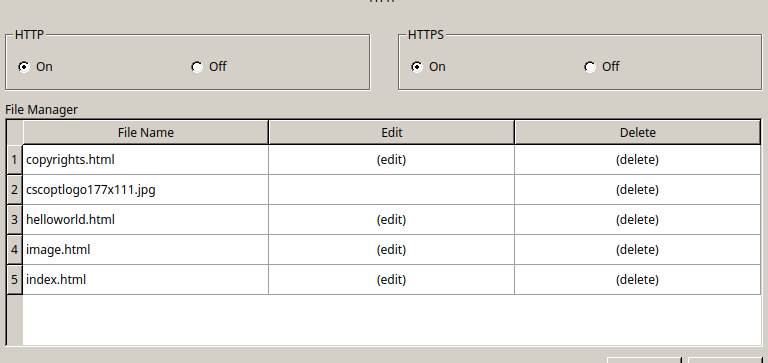 HTTP
HTTP HTTPS
On Off On Off
File Manager
File Name Edit Delete
1 copyrights.html (edit) (delete)
2 cscoptlogo177x111.jpg (delete)
3 helloworld.html (edit) (delete)
4 image.html (edit) (delete)
5 index.html (edit) (delete)